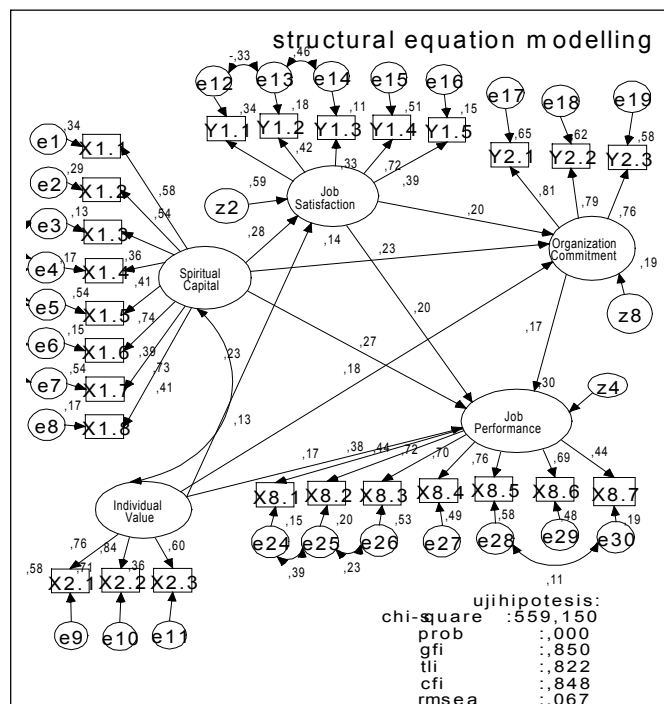 structural equation modelling
-,33
,46
e12
e13
e14
e15
e16
e17
e18
e19
,34
,18
,11
,51
,15
Y1.1
Y1.2
Y1.3
Y1.4
Y1.5
,65
,62
,58
Y2.1
Y2.2
Y2.3
,59
,42
,33
,72
,39
,81
,79
,76
z2
Job
Satisfaction
,14
,28
,20
Organization
Commitment
,19
z8
e1
,34
X1.1
e2
,29
X1.2
e3
,13
X1.3
e4
,17
X1.4
e5
,54
X1.5
e6
,15
X1.6
e7
,54
X1.7
e8
,17
X1.8
,58
,54
,36
,41
,74
,39
,73
,41
Spiritual
Capital
,23
,20
,27
,18
,17
,23
,13
,30
z4
Job
Performance
,17
,38
,44
,72
,70
,76
,69
,44
X8.1
X8.2
X8.3
X8.4
X8.5
X8.6
X8.7
,15
,20
,53
,49
,58
,48
,19
e24
e25
e26
e27
e28
e29
e30
,39
,23
,11
Individual
Value
,76
,84
,60
,58
,71
,36
X2.1
X2.2
X2.3
e9
e10
e11
ujihipotesis:
chi-square :559,150
prob :,000
gfi :,850
tli :,822
cfi :,848
rmsea :,067